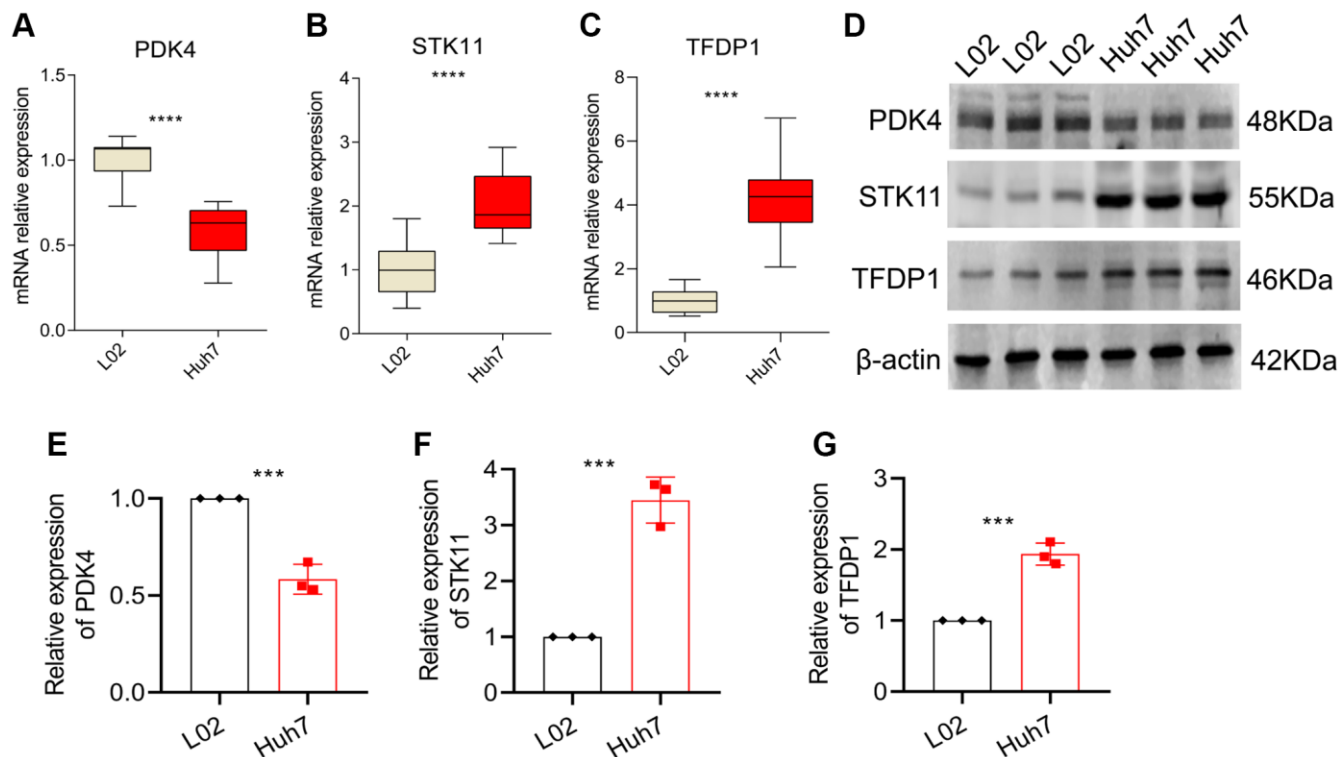 A
PDK4
mRNA relative expression
1.5
1.0
0.5
0.0
****
L02
Huh7
B
STK11
mRNA relative expression
4
3
2
1
0
****
L02
Huh7
C
TFDP1
mRNA relative expression
8
6
4
2
0
****
L02
Huh7
D
L02 L02 L02 Huh7 Huh7 Huh7
PDK4 48KDa
STK11 55KDa
TFDP1 46KDa
β-actin 42KDa
E
Relative expression
of PDK4
1.0
0.5
0.0
***
L02
Huh7
F
Relative expression
of STK11
4
3
2
1
0
***
L02
Huh7
G
Relative expression
of TFDP1
3
2
1
0
***
L02
Huh7